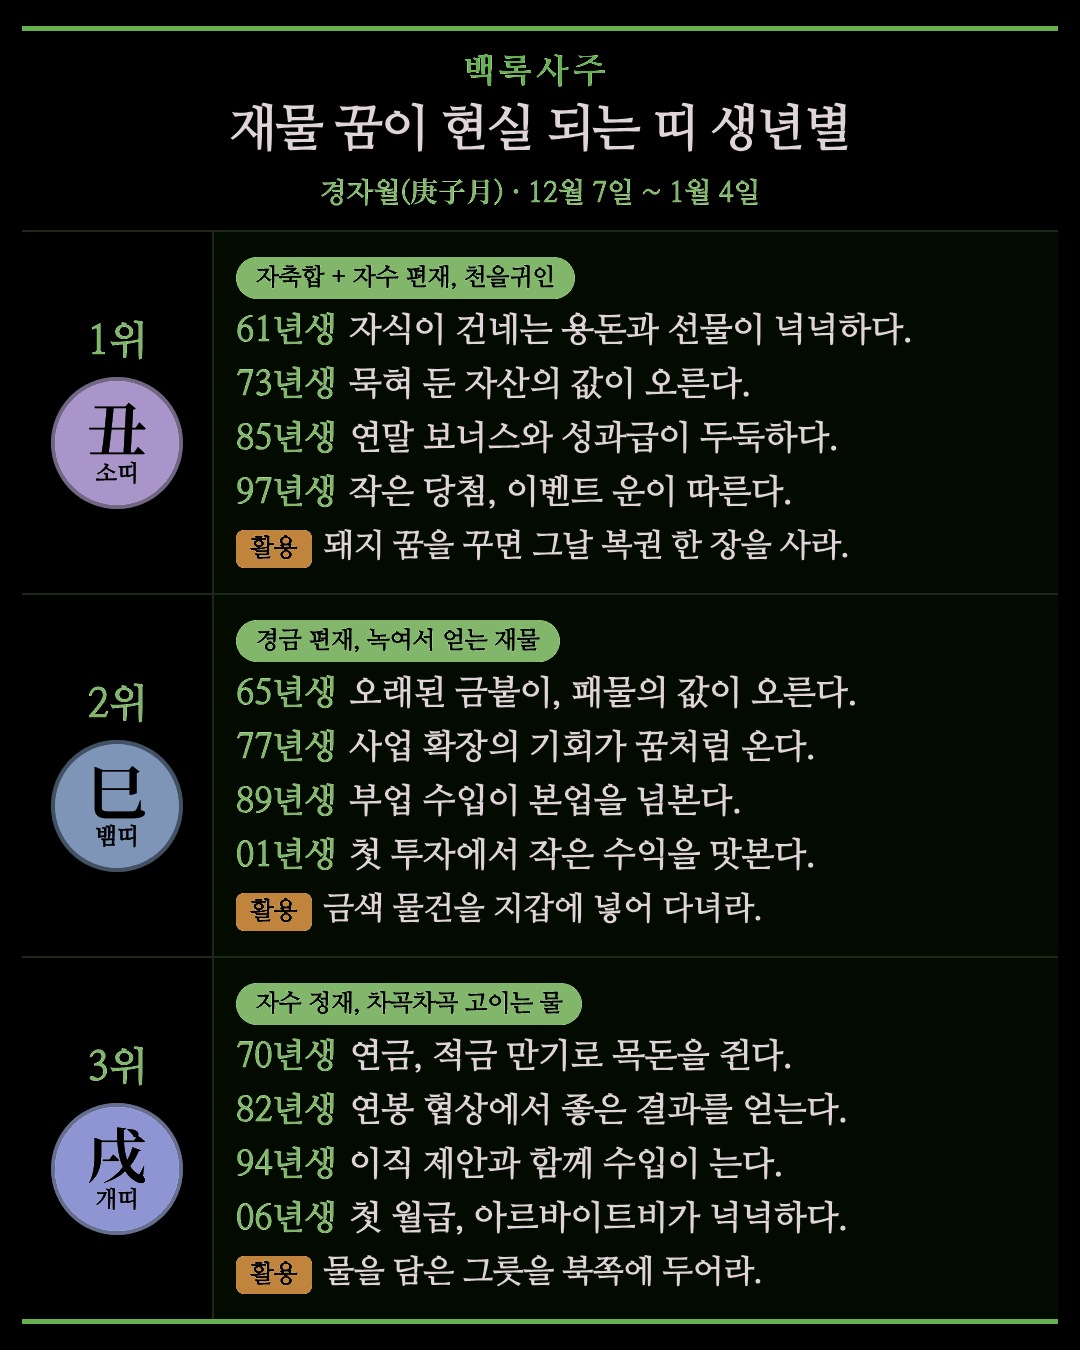 백록사주
재물 꿈이 현실 되는 띠 생년별
경자월(庚子月) · 12월 7일 ~ 1월 4일
1위
丑
소띠
자축합 + 자수 편재, 천을귀인
61년생 자식이 건네는 용돈과 선물이 넉넉하다.
73년생 묵혀 둔 자산의 값이 오른다.
85년생 연말 보너스와 성과급이 두둑하다.
97년생 작은 당첨, 이벤트 운이 따른다.
활용 돼지 꿈을 꾸면 그날 복권 한 장을 사라.
2위
巳
뱀띠
경금 편재, 녹여서 얻는 재물
65년생 오래된 금붙이, 패물의 값이 오른다.
77년생 사업 확장의 기회가 꿈처럼 온다.
89년생 부업 수입이 본업을 넘본다.
01년생 첫 투자에서 작은 수익을 맛본다.
활용 금색 물건을 지갑에 넣어 다녀라.
3위
戌
개띠
자수 정재, 차곡차곡 고이는 물
70년생 연금, 적금 만기로 목돈을 쥔다.
82년생 연봉 협상에서 좋은 결과를 얻는다.
94년생 이직 제안과 함께 수입이 는다.
06년생 첫 월급, 아르바이트비가 넉넉하다.
활용 물을 담은 그릇을 북쪽에 두어라.